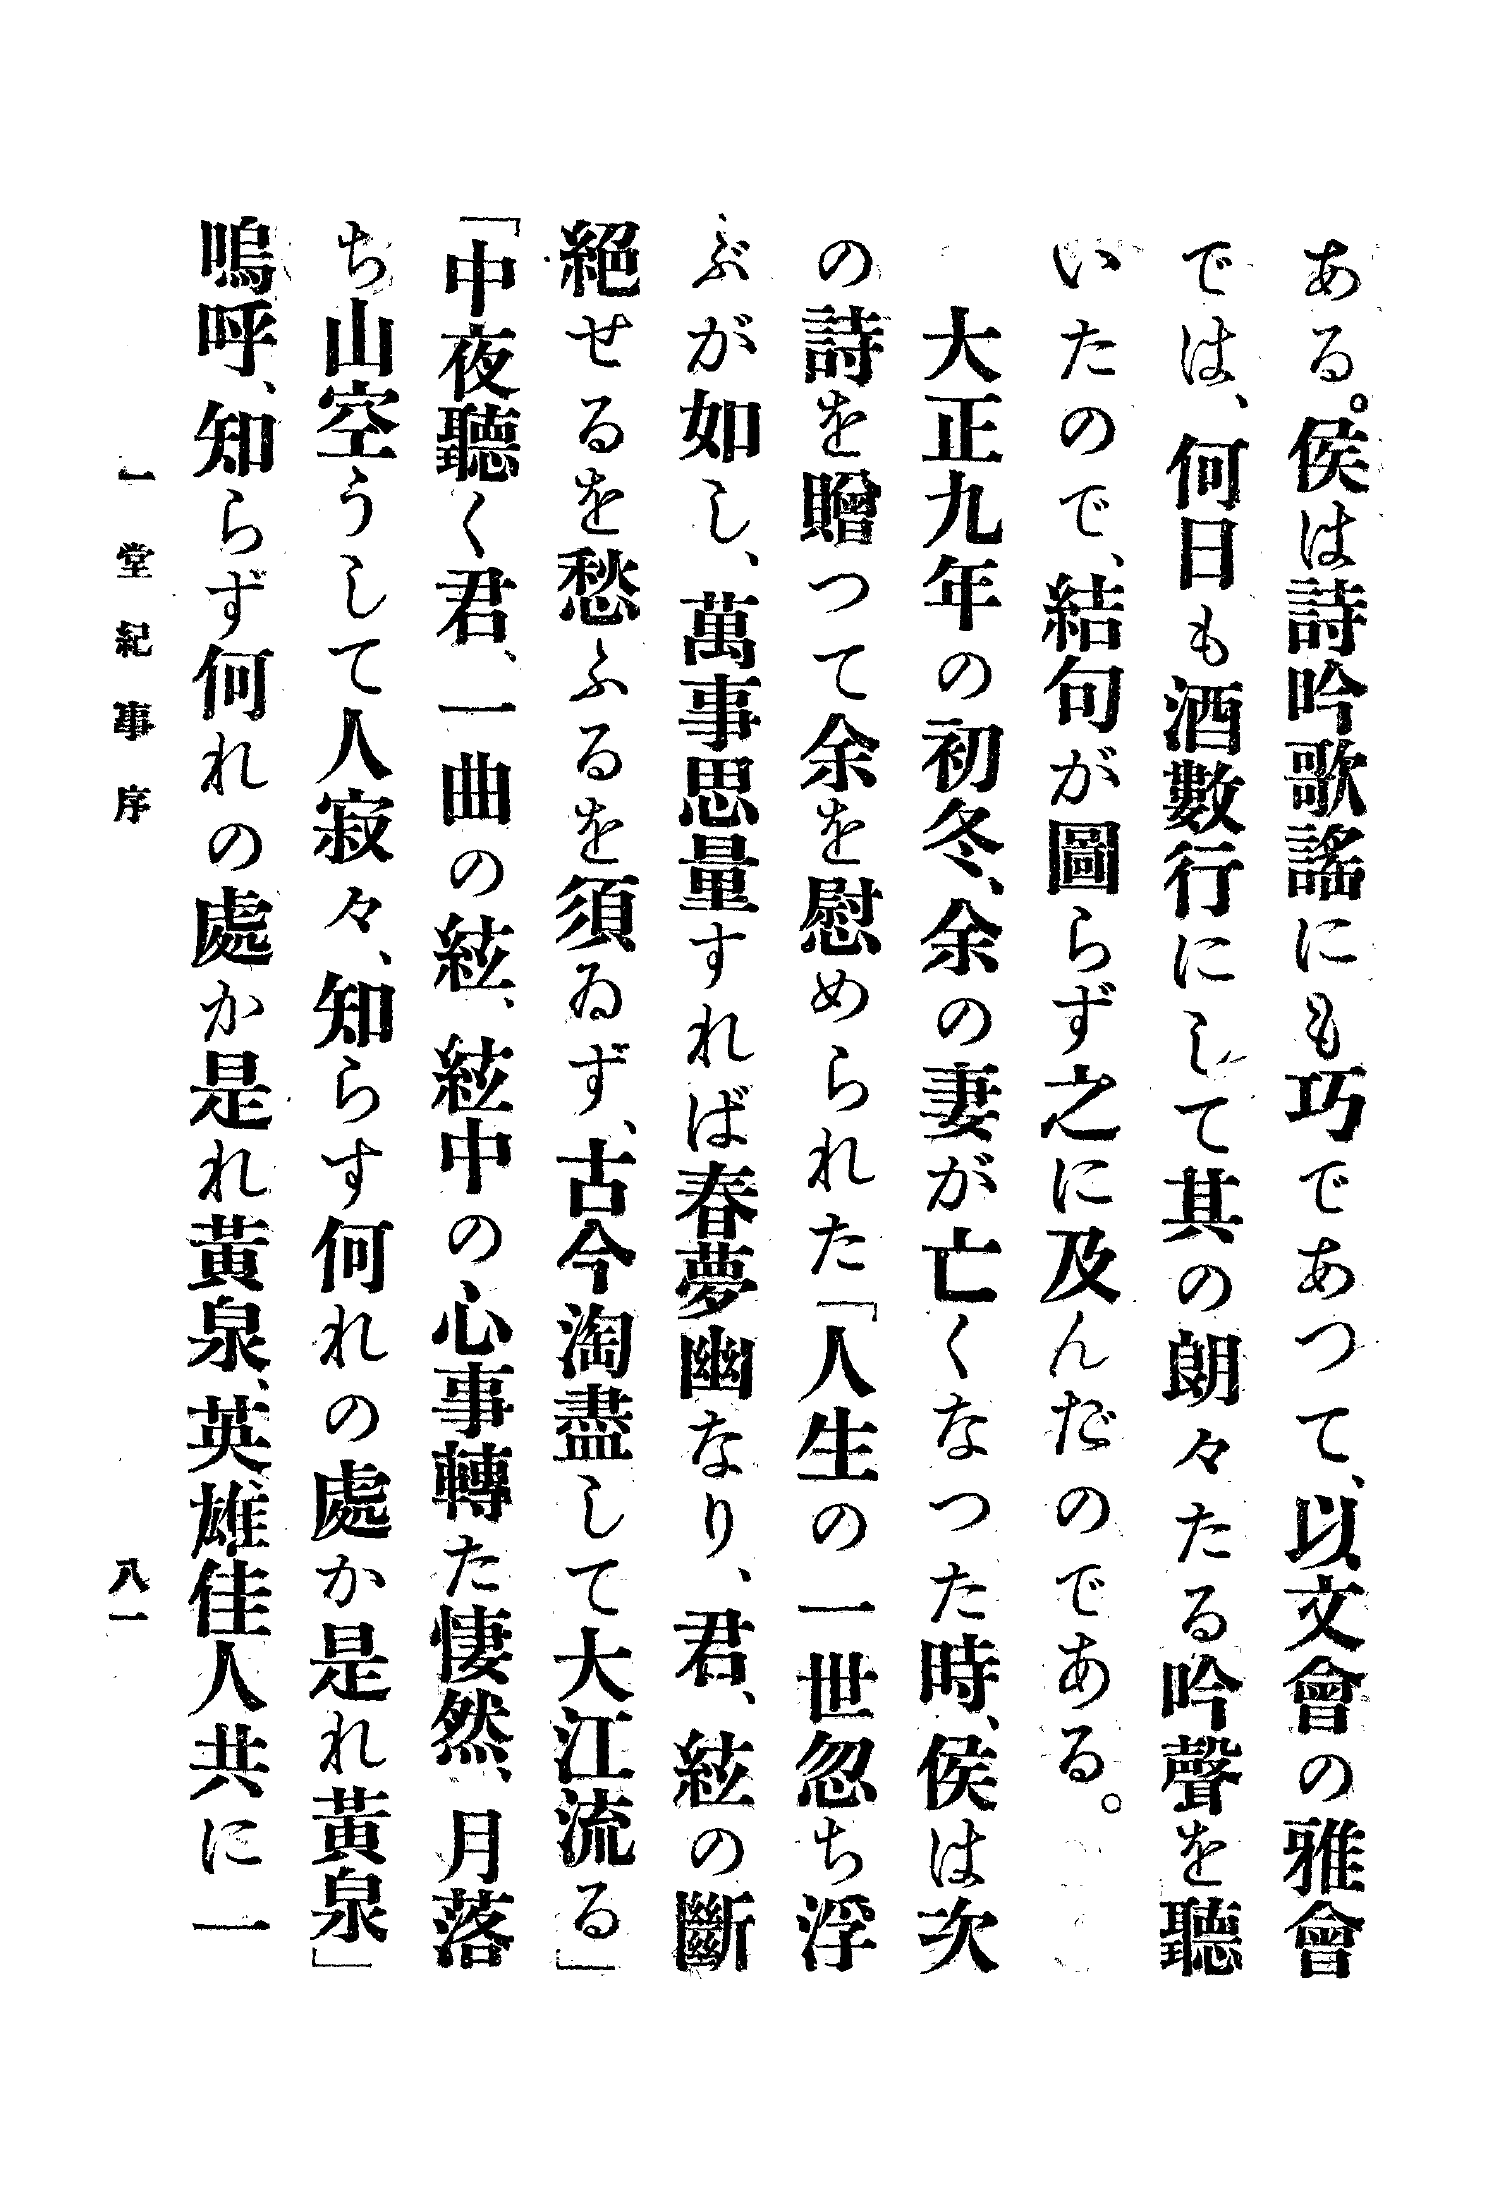 ある。侯は詩吟歌謠にも巧であつて、以文會の雅會
では、何日も酒數行にして其の朗々たる吟聲を聽
いたので、結句が圖らず之に及んだのである。
大正九年の初冬、余の妻が亡くなつた時、侯は次
の詩を贈つて余を慰められた「人生の一世忽ち浮
ぶが如し、萬事思量すれば春夢幽なり、君、絃の斷
絕せるを愁ふるを須ゐず、古今淘盡して大江流る」
「中夜聽く君、一曲の絃、絃中の心事轉た悽然、月落
ち山空うして人寂々、知らす何れの處か是れ黃泉」
嗚呼、知らず何れの處か是れ黃泉、英雄佳人共に一
一堂紀事序
八一